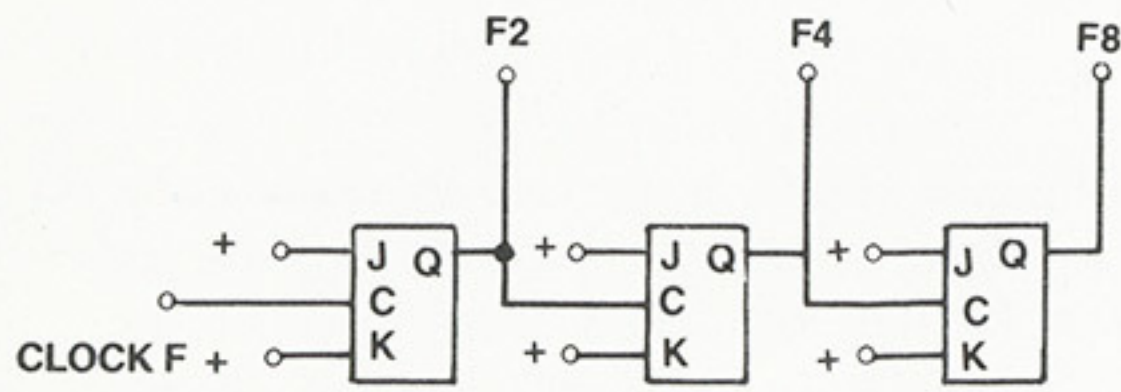 F2 F4 F8
+ J Q + J Q + J Q
C C C
CLOCK F + K + K + K